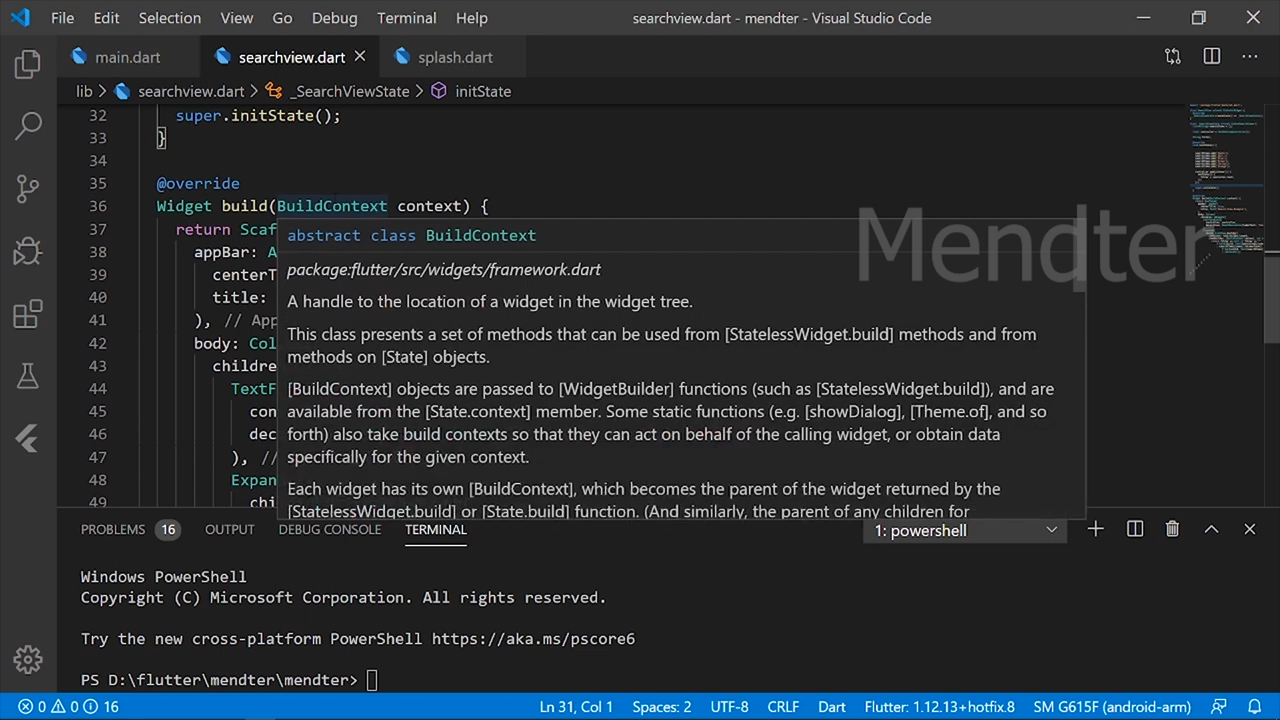 File Edit Selection View Go Debug Terminal Help searchview.dart - mendter - Visual Studio Code
main.dart searchview.dart splash.dart
lib > searchview.dart > _SearchViewState > initState
32 super.initState();
33 }
34
35 @override
36 Widget build(BuildContext context) {
37 return Scaf
abstract class BuildContext
38 appBar: A
39 centerT
package:flutter/src/widgets/framework.dart
40 title:
A handle to the location of a widget in the widget tree.
41 ), // App
This class presents a set of methods that can be used from [StatelessWidget.build] methods and from
42 body: Col
methods on [State] objects.
43 childre
44 TextF
[BuildContext] objects are passed to [WidgetBuilder] functions (such as [StatelessWidget.build]), and are
45 con
available from the [State.context] member. Some static functions (e.g. [showDialog], [Theme.of], and so
46 dec
forth) also take build contexts so that they can act on behalf of the calling widget, or obtain data
47 ), //
specifically for the given context.
48 Expan
Each widget has its own [BuildContext], which becomes the parent of the widget returned by the
49 chi
[StatelessWidget.build] or [State.build] function. (And similarly, the parent of any children for
Mendter
PROBLEMS 16 OUTPUT DEBUG CONSOLE TERMINAL 1: powershell
Windows PowerShell
Copyright (C) Microsoft Corporation. All rights reserved.
Try the new cross-platform PowerShell https://aka.ms/pscore6
PS D:\flutter\mendter\mendter>
0 0 16 Ln 31, Col 1 Spaces: 2 UTF-8 CRLF Dart Flutter: 1.12.13+hotfix.8 SM G615F (android-arm)